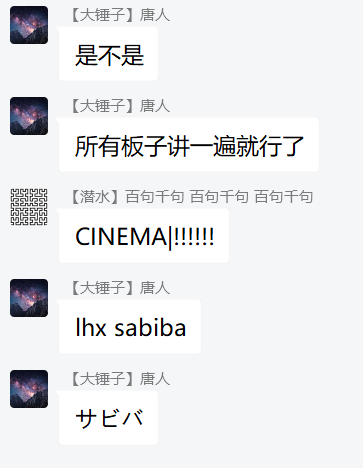 【大锤子】唐人
是不是
【大锤子】唐人
所有板子讲一遍就行了
【潜水】百句千句 百句千句 百句千句
CINEMA|!!!!!!
【大锤子】唐人
lhx sabiba
【大锤子】唐人
サビバ